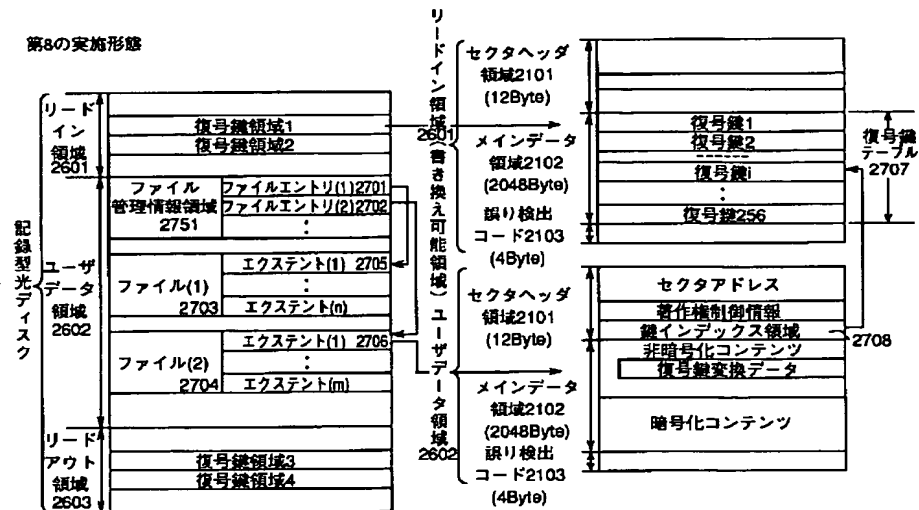 第8の実施形態
記録型光ディスク
リードイン領域2601
復号鍵領域1
復号鍵領域2
ユーザデータ領域2602
ファイル管理情報領域2751
ファイルエントリ(1)2701
ファイルエントリ(2)2702
:
ファイル(1)2703
エクステント(1) 2705
:
エクステント(n)
ファイル(2)2704
エクステント(1) 2706
:
エクステント(m)
リードアウト領域2603
復号鍵領域3
復号鍵領域4
リードイン領域2601(書き換え可能領域)
セクタヘッダ
領域2101
(12Byte)
メインデータ
領域2102
(2048Byte)
誤り検出
コード2103
(4Byte)
復号鍵1
復号鍵2
復号鍵i
:
復号鍵256
復号鍵
テーブル
2707
ユーザデータ領域2602
セクタヘッダ
領域2101
(12Byte)
メインデータ
領域2102
(2048Byte)
誤り検出
コード2103
(4Byte)
セクタアドレス
著作権制御情報
鍵インデックス領域
2708
非暗号化コンテンツ
復号鍵変換データ
暗号化コンテンツ